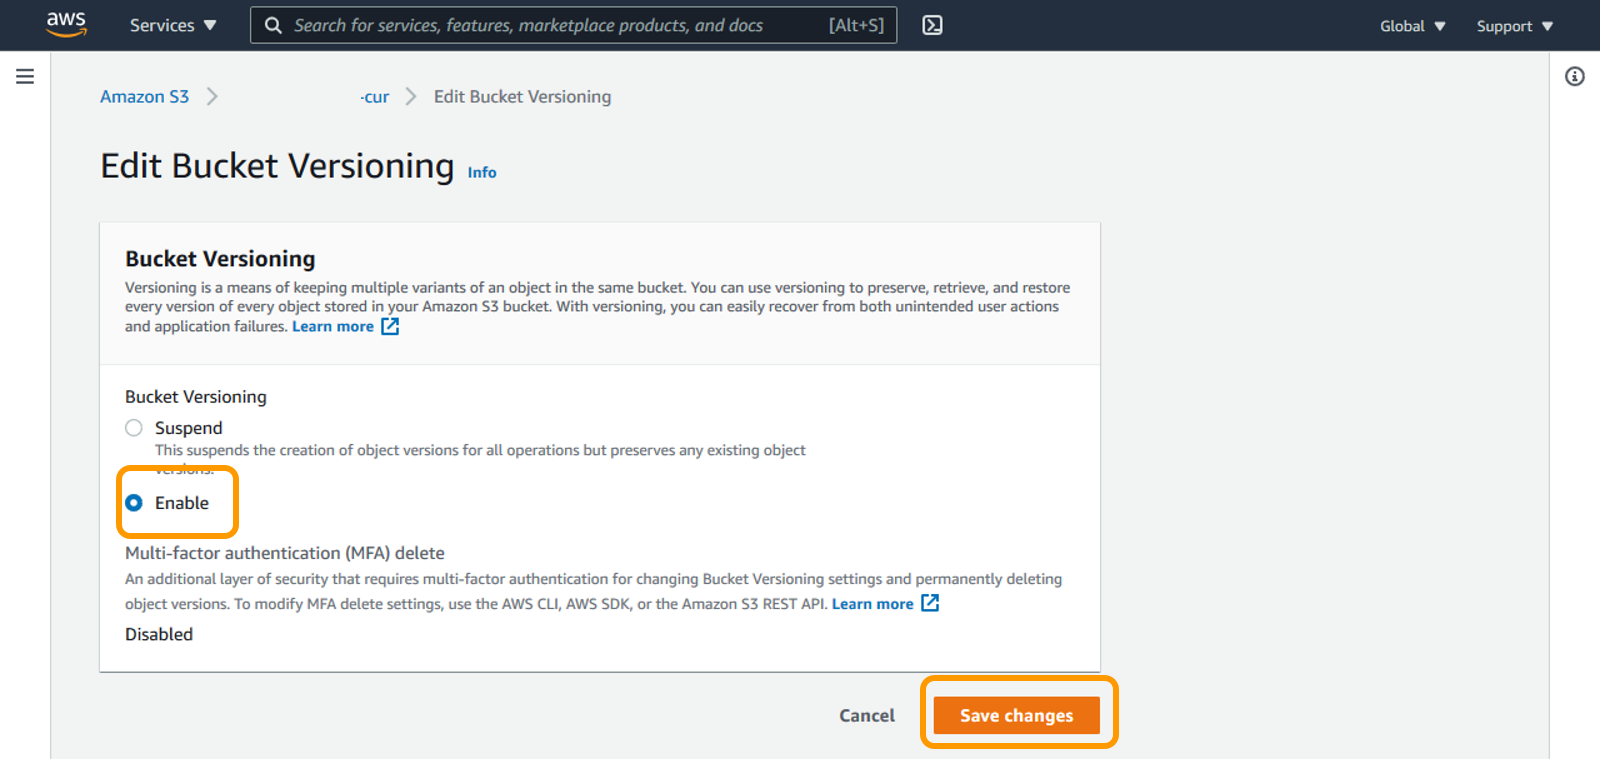 aws Services Search for services, features, marketplace products, and docs [Alt+S] Global Support
Amazon S3 -cur Edit Bucket Versioning
Edit Bucket Versioning Info
Bucket Versioning
Versioning is a means of keeping multiple variants of an object in the same bucket. You can use versioning to preserve, retrieve, and restore
every version of every object stored in your Amazon S3 bucket. With versioning, you can easily recover from both unintended user actions
and application failures. Learn more
Bucket Versioning
Suspend
This suspends the creation of object versions for all operations but preserves any existing object
versions.
Enable
Multi-factor authentication (MFA) delete
An additional layer of security that requires multi-factor authentication for changing Bucket Versioning settings and permanently deleting
object versions. To modify MFA delete settings, use the AWS CLI, AWS SDK, or the Amazon S3 REST API. Learn more
Disabled
Cancel Save changes